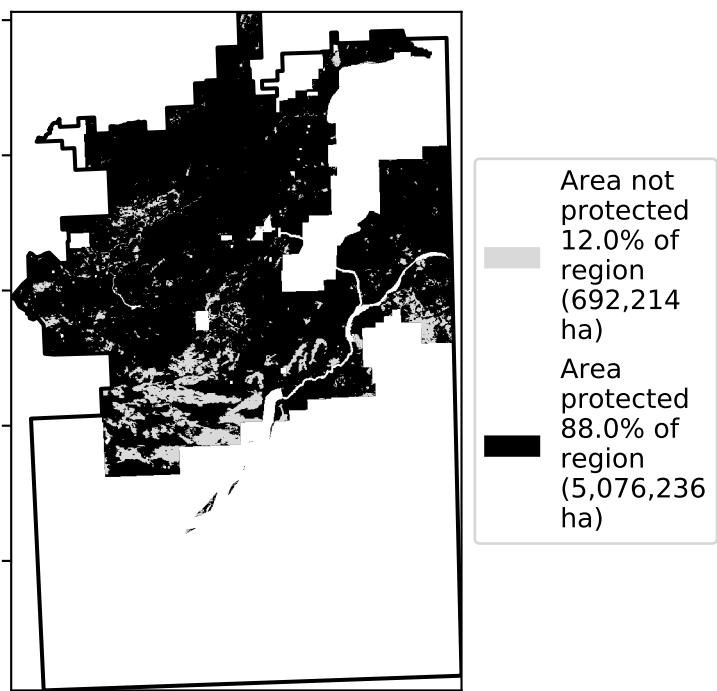 Area not
protected
12.0% of
region
(692,214
ha)
Area
protected
88.0% of
region
(5,076,236
ha)